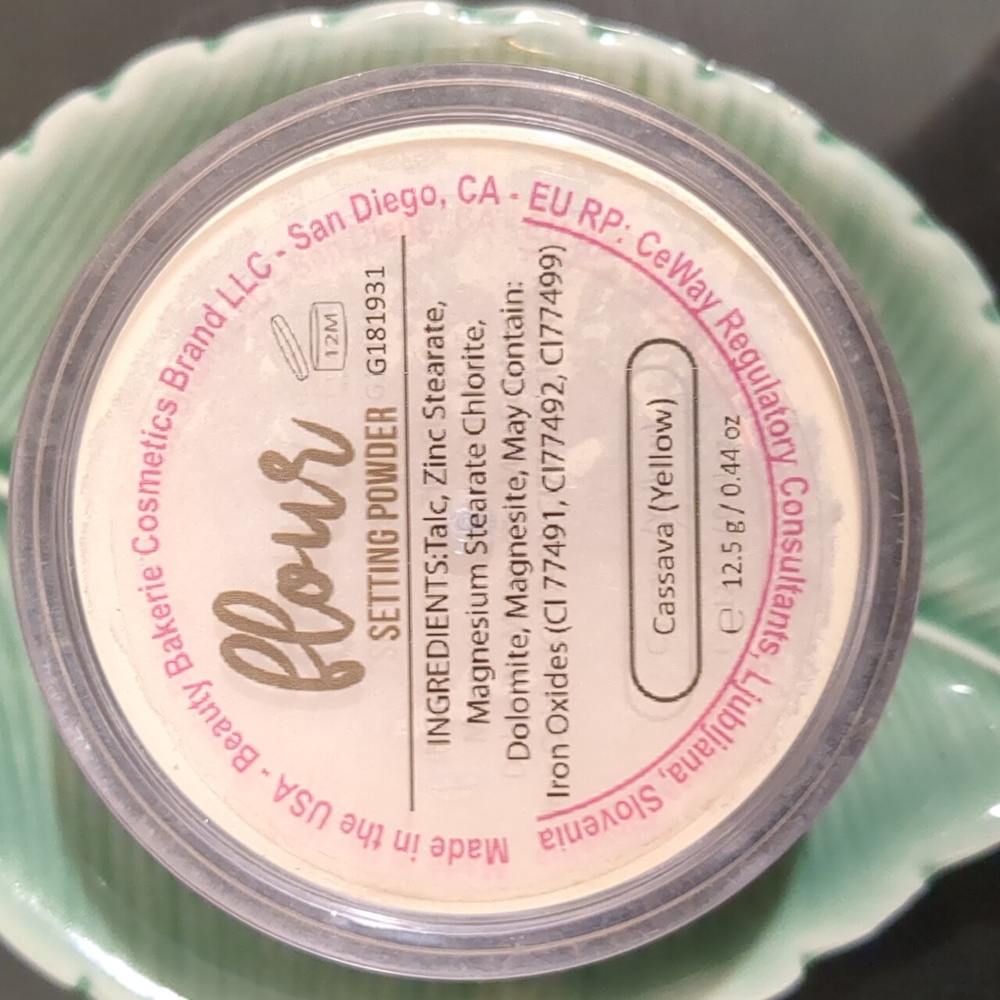 Made in the USA - Beauty Bakerie Cosmetics Brand LLC - San Diego, CA - EU RP: CeWay Regulatory Consultants, Ljubljana, Slovenia
flour
12M
SETTING POWDER G181931
INGREDIENTS:Talc, Zinc Stearate,
Magnesium Stearate Chlorite,
Dolomite, Magnesite, May Contain:
Iron Oxides (CI 77491, CI77492, CI77499)
Cassava (Yellow)
℮ 12.5 g / 0.44 oz